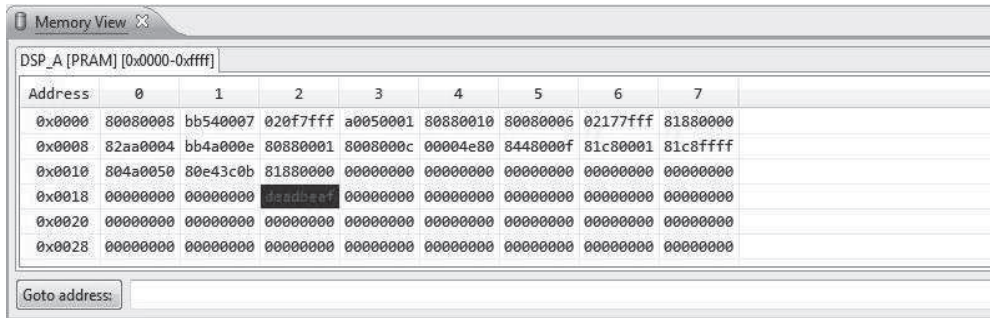 Memory View
DSP_A [PRAM] [0x0000-0xffff]
Address 0 1 2 3 4 5 6 7
0x0000 80080008 bb540007 020f7fff a0050001 80880010 80080006 02177fff 81880000
0x0008 82aa0004 bb4a000e 80880001 8008000c 00004e80 8448000f 81c80001 81c8ffff
0x0010 804a0050 80e43c0b 81880000 00000000 00000000 00000000 00000000 00000000
0x0018 00000000 00000000 deadbeef 00000000 00000000 00000000 00000000 00000000
0x0020 00000000 00000000 00000000 00000000 00000000 00000000 00000000 00000000
0x0028 00000000 00000000 00000000 00000000 00000000 00000000 00000000 00000000
Goto address: